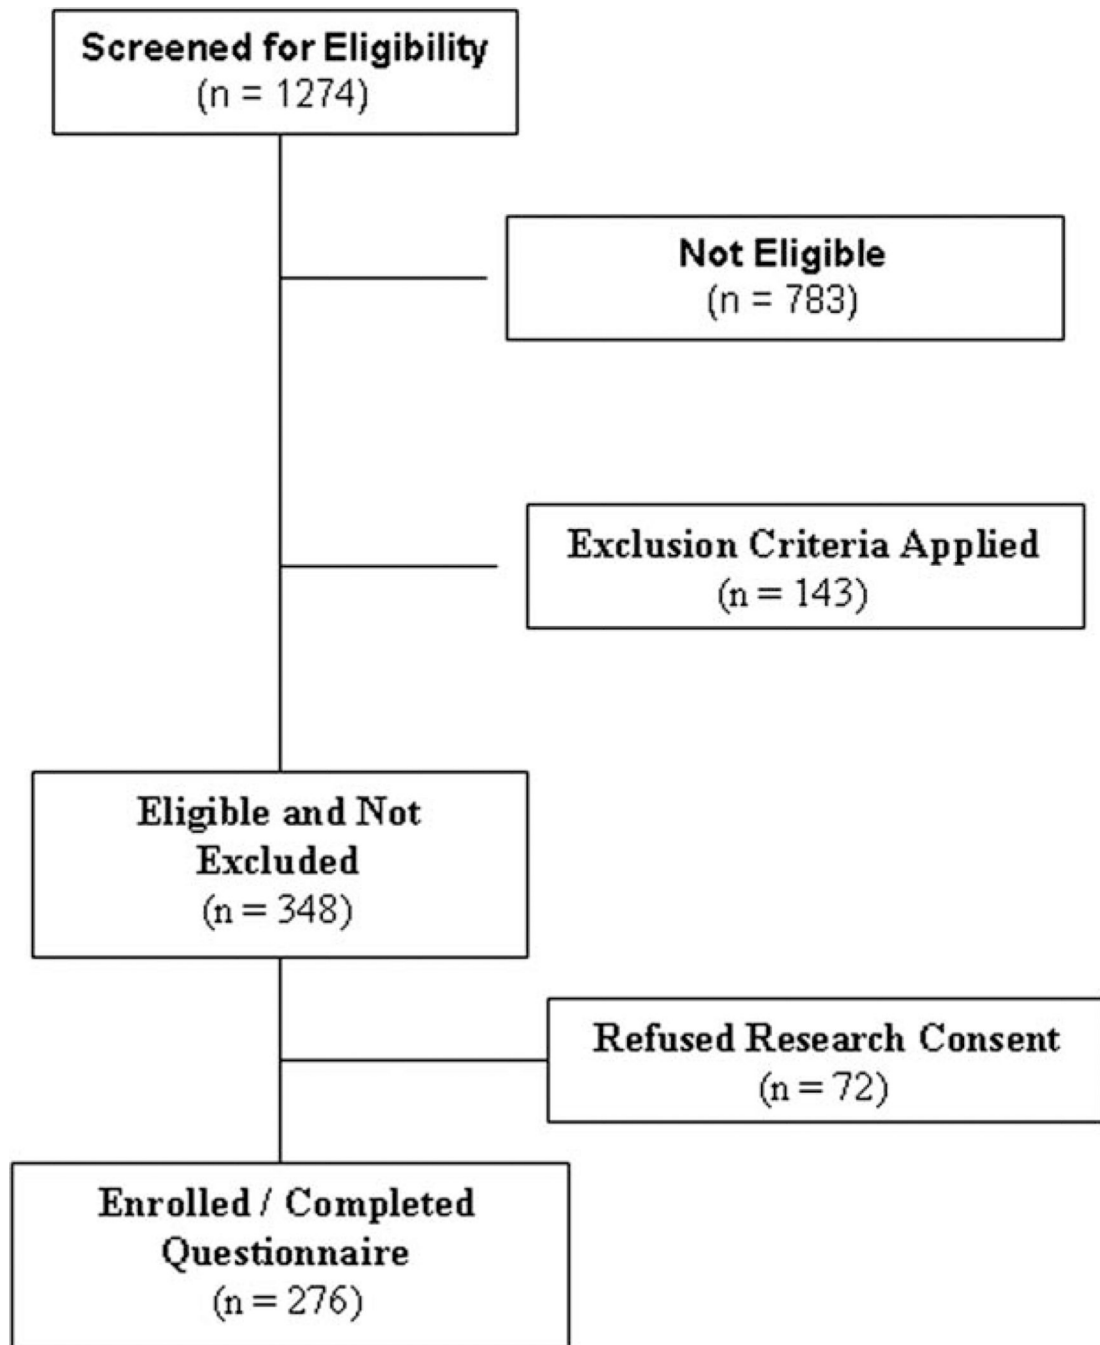 Screened for Eligibility
(n = 1274)
Not Eligible
(n = 783)
Exclusion Criteria Applied
(n = 143)
Eligible and Not
Excluded
(n = 348)
Refused Research Consent
(n = 72)
Enrolled / Completed
Questionnaire
(n = 276)